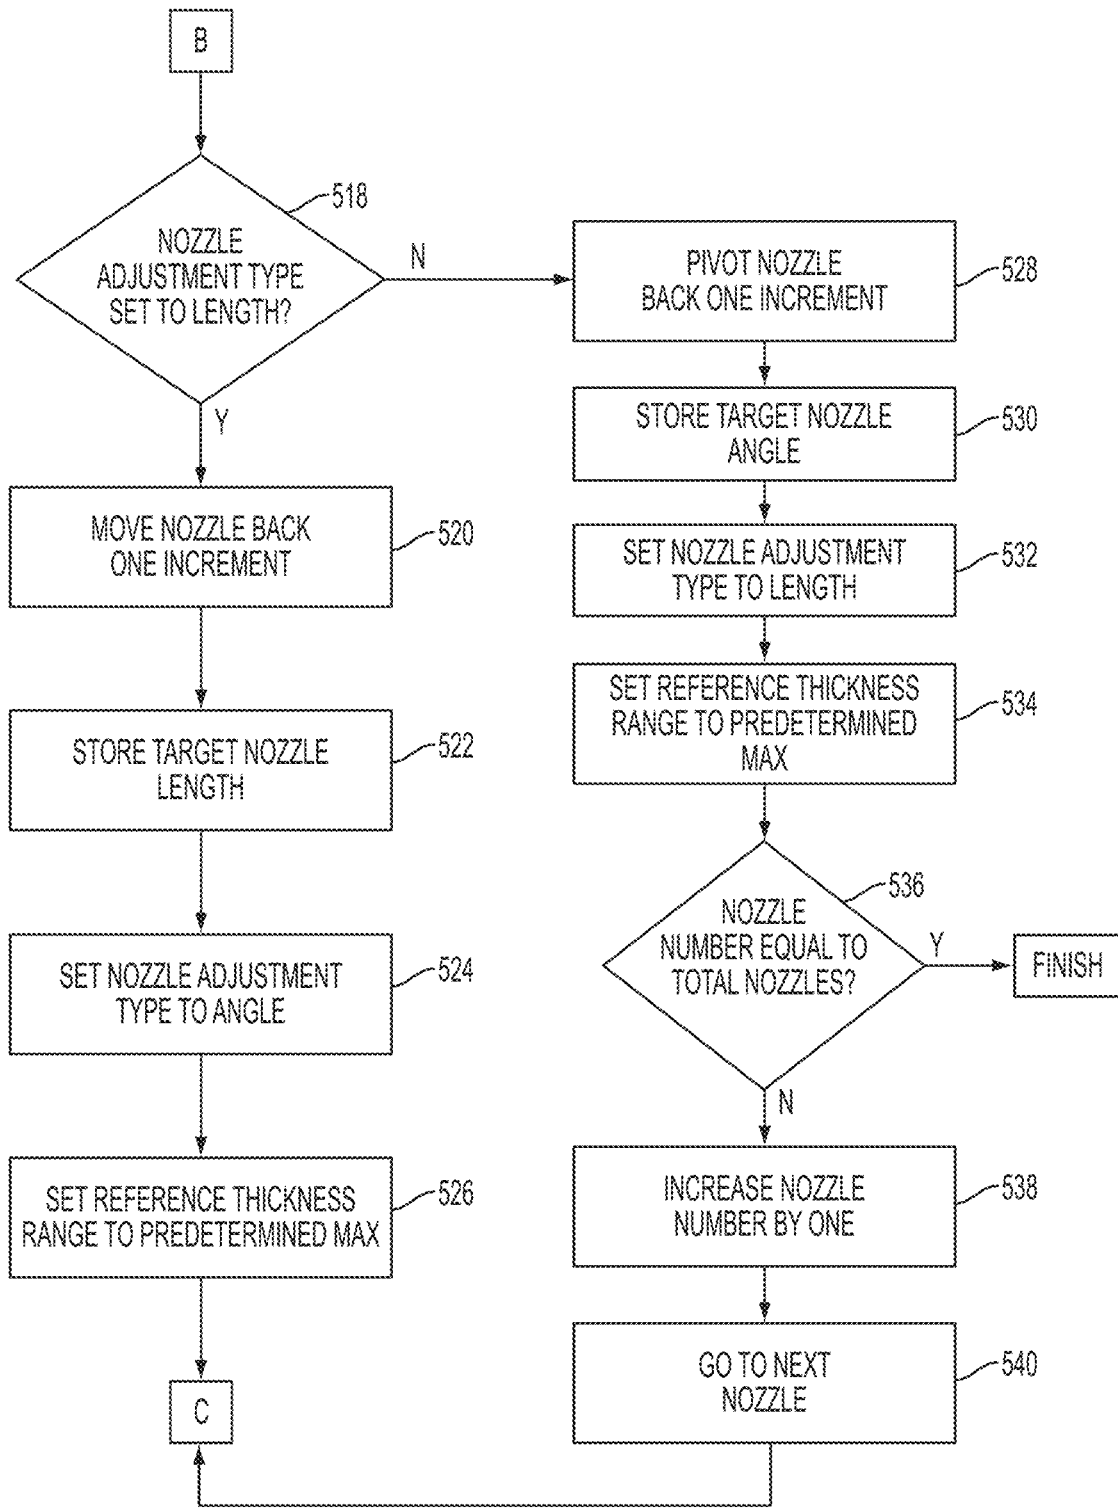 B
518
NOZZLE
ADJUSTMENT TYPE
SET TO LENGTH?
N
Y
PIVOT NOZZLE
BACK ONE INCREMENT
528
STORE TARGET NOZZLE
ANGLE
530
MOVE NOZZLE BACK
ONE INCREMENT
520
SET NOZZLE ADJUSTMENT
TYPE TO LENGTH
532
SET REFERENCE THICKNESS
RANGE TO PREDETERMINED
MAX
534
STORE TARGET NOZZLE
LENGTH
522
536
NOZZLE
NUMBER EQUAL TO
TOTAL NOZZLES?
Y
FINISH
N
SET NOZZLE ADJUSTMENT
TYPE TO ANGLE
524
SET REFERENCE THICKNESS
RANGE TO PREDETERMINED MAX
526
INCREASE NOZZLE
NUMBER BY ONE
538
GO TO NEXT
NOZZLE
540
C